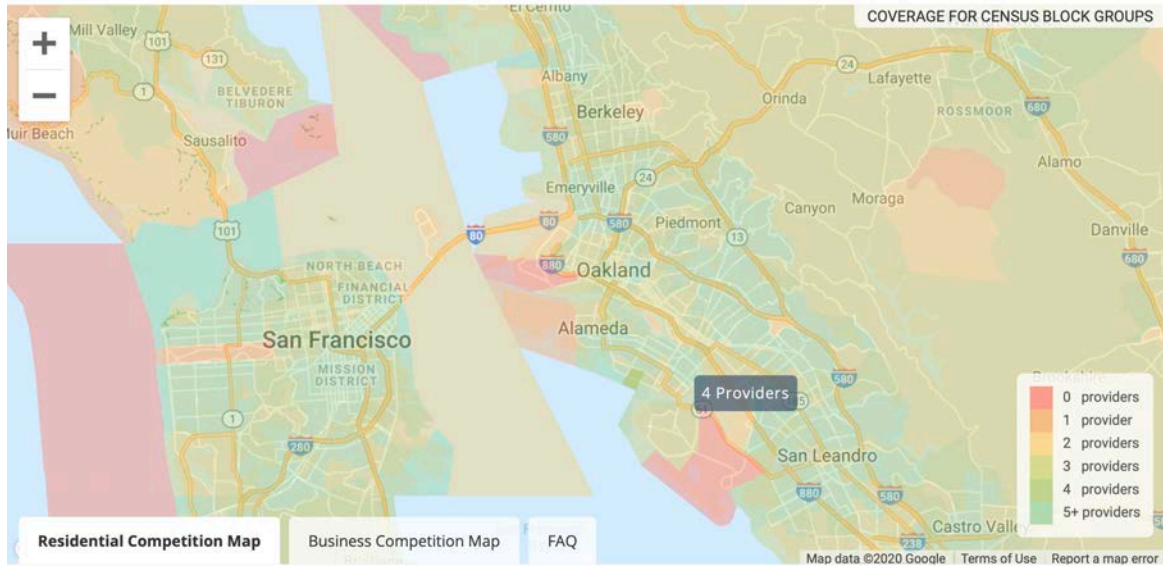 El Cerrito
COVERAGE FOR CENSUS BLOCK GROUPS
+
−
Mill Valley
101
131
24
Lafayette
1
BELVEDERE
TIBURON
Albany
Orinda
680
ROSSMOOR
Berkeley
Muir Beach
Sausalito
580
Alamo
24
Emeryville
Moraga
Canyon
101
80
80
580
Piedmont
13
Danville
680
NORTH BEACH
FINANCIAL
DISTRICT
880
Oakland
Alameda
San Francisco
MISSION
DISTRICT
580
4 Providers
61
1
280
San Leandro
880
580
0 providers
1 provider
2 providers
3 providers
4 providers
5+ providers
Castro Valley
238
Residential Competition Map
Business Competition Map
FAQ
Map data ©2020 Google
Terms of Use
Report a map error